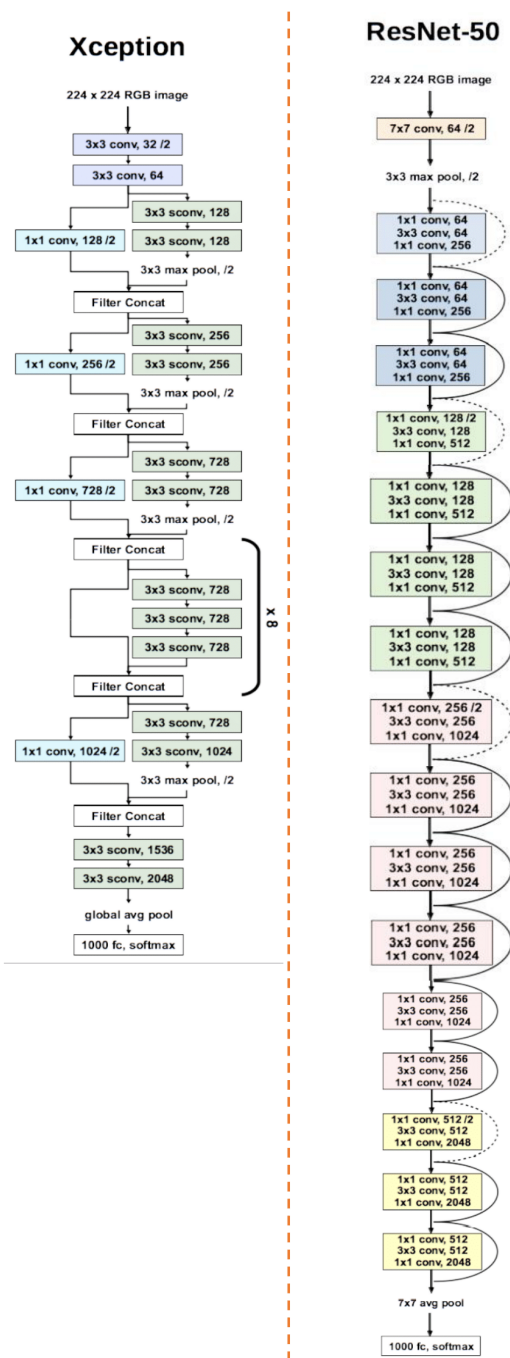 Xception
224 x 224 RGB image
3x3 conv, 32 /2
3x3 conv, 64
3x3 sconv, 128
1x1 conv, 128 /2
3x3 sconv, 128
3x3 max pool, /2
Filter Concat
3x3 sconv, 256
1x1 conv, 256 /2
3x3 sconv, 256
3x3 max pool, /2
Filter Concat
3x3 sconv, 728
1x1 conv, 728 /2
3x3 sconv, 728
3x3 max pool, /2
Filter Concat
3x3 sconv, 728
3x3 sconv, 728
3x3 sconv, 728
x 8
Filter Concat
3x3 sconv, 728
1x1 conv, 1024 /2
3x3 sconv, 1024
3x3 max pool, /2
Filter Concat
3x3 sconv, 1536
3x3 sconv, 2048
global avg pool
1000 fc, softmax
ResNet-50
224 x 224 RGB image
7x7 conv, 64 /2
3x3 max pool, /2
1x1 conv, 64
3x3 conv, 64
1x1 conv, 256
1x1 conv, 64
3x3 conv, 64
1x1 conv, 256
1x1 conv, 64
3x3 conv, 64
1x1 conv, 256
1x1 conv, 128 /2
3x3 conv, 128
1x1 conv, 512
1x1 conv, 128
3x3 conv, 128
1x1 conv, 512
1x1 conv, 128
3x3 conv, 128
1x1 conv, 512
1x1 conv, 128
3x3 conv, 128
1x1 conv, 512
1x1 conv, 256 /2
3x3 conv, 256
1x1 conv, 1024
1x1 conv, 256
3x3 conv, 256
1x1 conv, 1024
1x1 conv, 256
3x3 conv, 256
1x1 conv, 1024
1x1 conv, 256
3x3 conv, 256
1x1 conv, 1024
1x1 conv, 256
3x3 conv, 256
1x1 conv, 1024
1x1 conv, 256
3x3 conv, 256
1x1 conv, 1024
1x1 conv, 512 /2
3x3 conv, 512
1x1 conv, 2048
1x1 conv, 512
3x3 conv, 512
1x1 conv, 2048
1x1 conv, 512
3x3 conv, 512
1x1 conv, 2048
7x7 avg pool
1000 fc, softmax